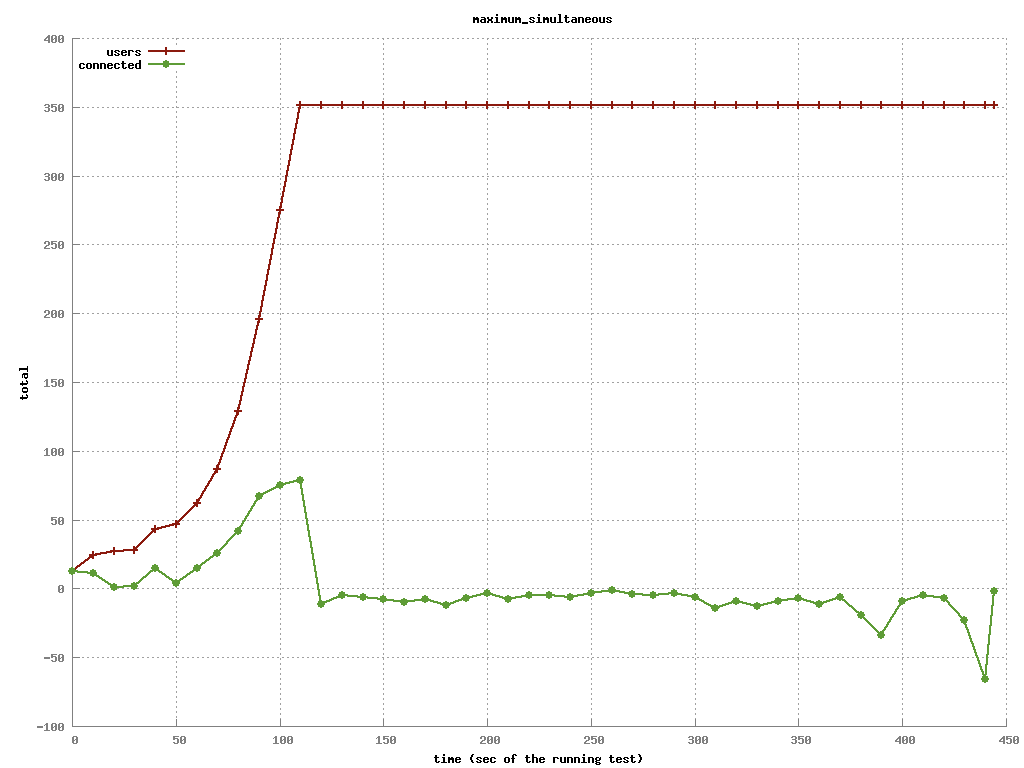 maximum_simultaneous
400
users
connected
350
300
250
200
150
100
50
0
-50
-100
total
0 50 100 150 200 250 300 350 400 450
time (sec of the running test)